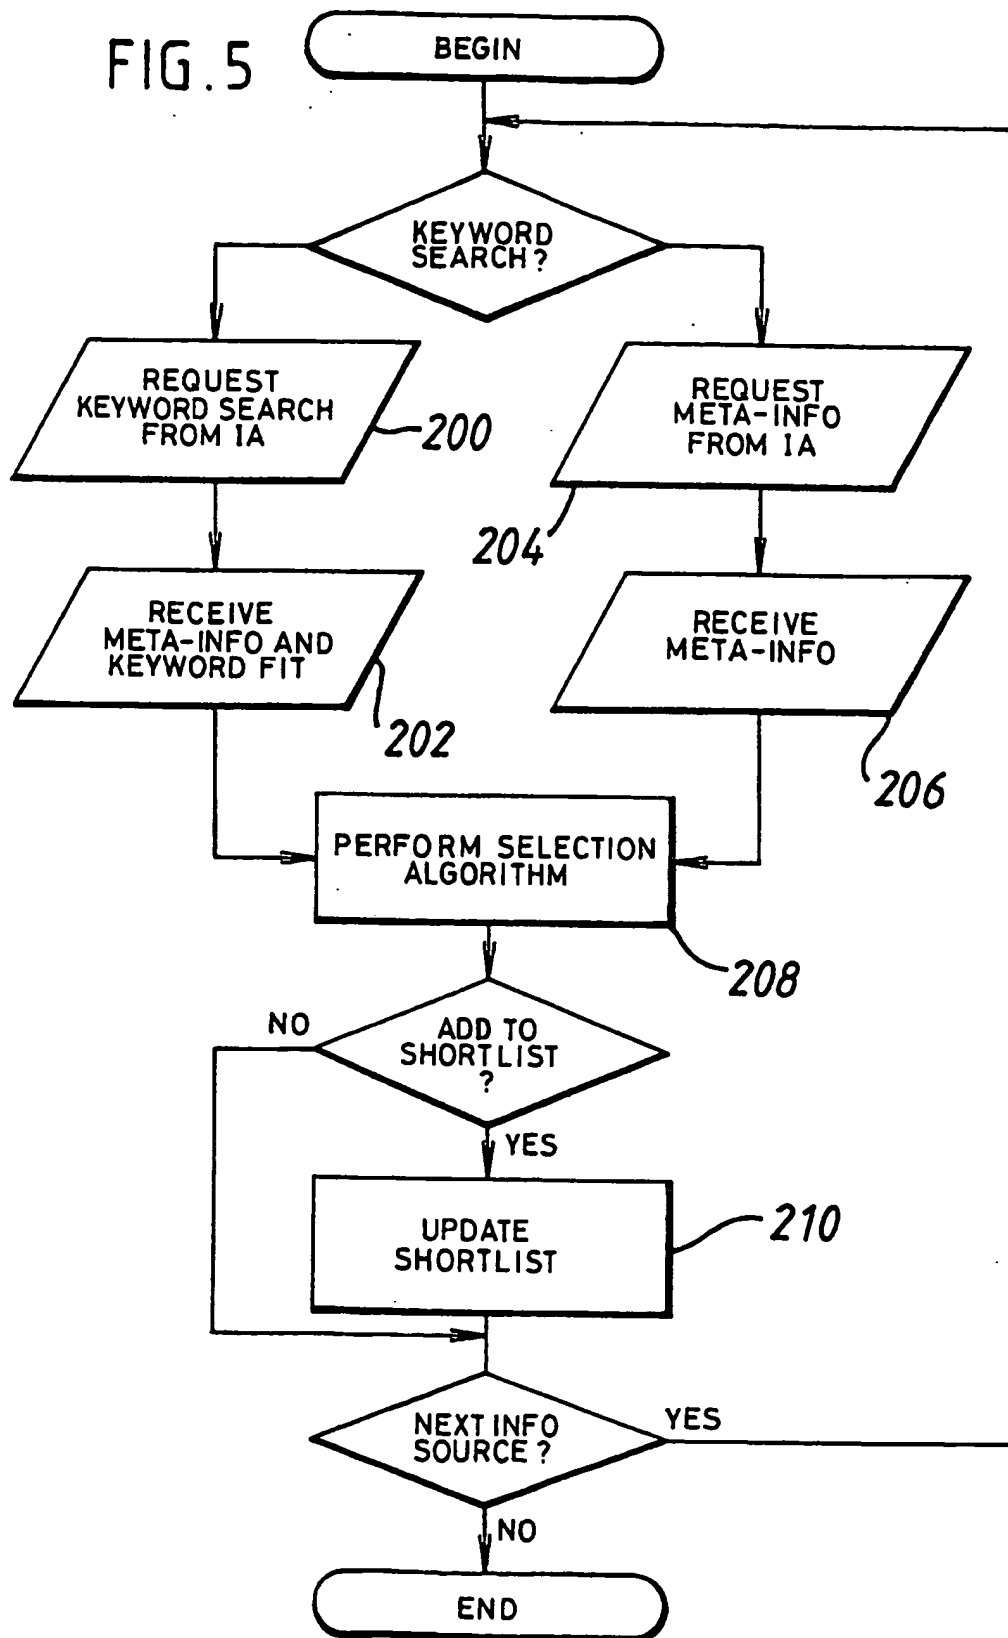 FIG. 5
BEGIN
KEYWORD
SEARCH?
REQUEST
KEYWORD SEARCH
FROM IA
200
REQUEST
META-INFO
FROM IA
204
RECEIVE
META-INFO AND
KEYWORD FIT
202
RECEIVE
META-INFO
206
PERFORM SELECTION
ALGORITHM
208
NO
ADD TO
SHORTLIST
?
YES
UPDATE
SHORTLIST
210
NEXT INFO
SOURCE?
YES
NO
END